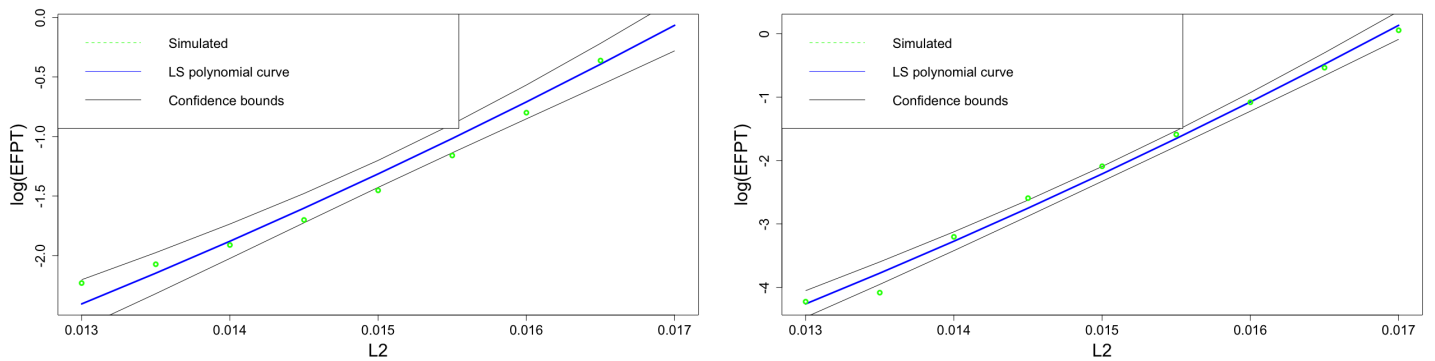 Simulated
LS polynomial curve
Confidence bounds
0.0
-0.5
-1.0
-1.5
-2.0
log(EFPT)
0.013 0.014 0.015 0.016 0.017
L2
Simulated
LS polynomial curve
Confidence bounds
0
-1
-2
-3
-4
log(EFPT)
0.013 0.014 0.015 0.016 0.017
L2